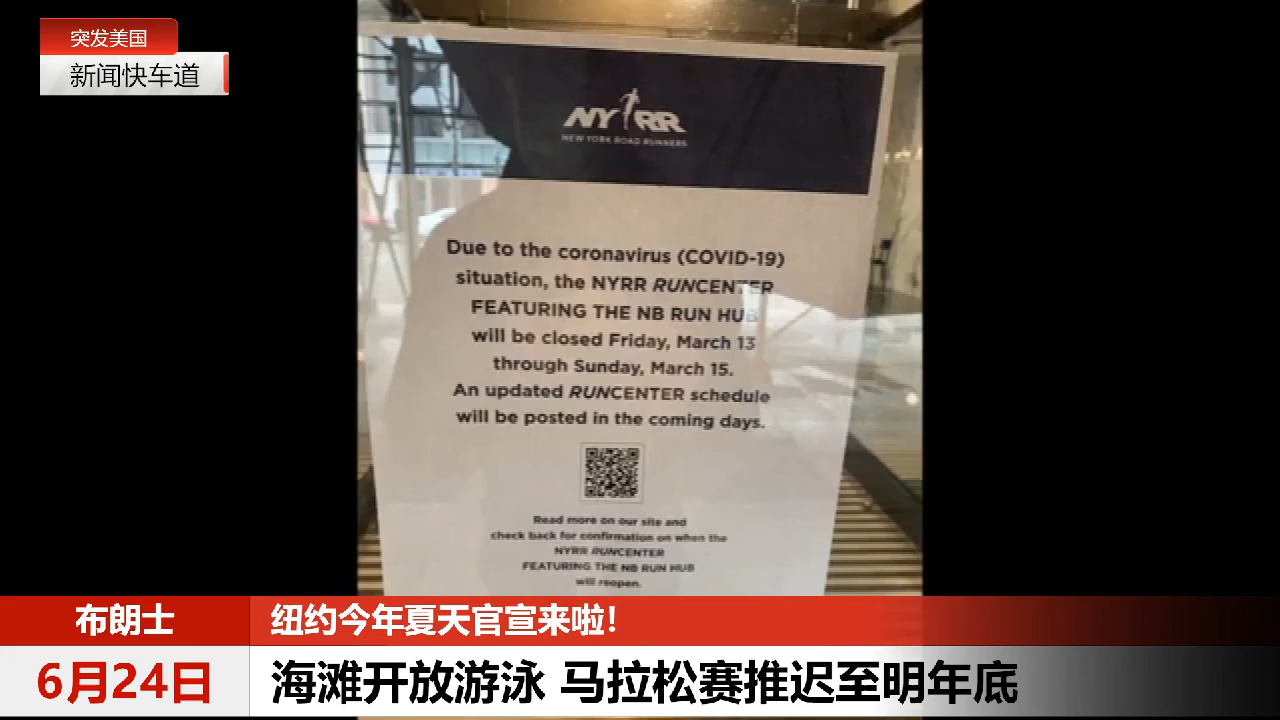 突发美国
新闻快车道
NYRR
NEW YORK ROAD RUNNERS
Due to the coronavirus (COVID-19)
situation, the NYRR RUNCENTER
FEATURING THE NB RUN HUB
will be closed Friday, March 13
through Sunday, March 15.
An updated RUNCENTER schedule
will be posted in the coming days.
Read more on our site and
check back for confirmation on when the
NYRR RUNCENTER
FEATURING THE NB RUN HUB
will reopen.
布朗士
纽约今年夏天官宣来啦!
6月24日
海滩开放游泳 马拉松赛推迟至明年底